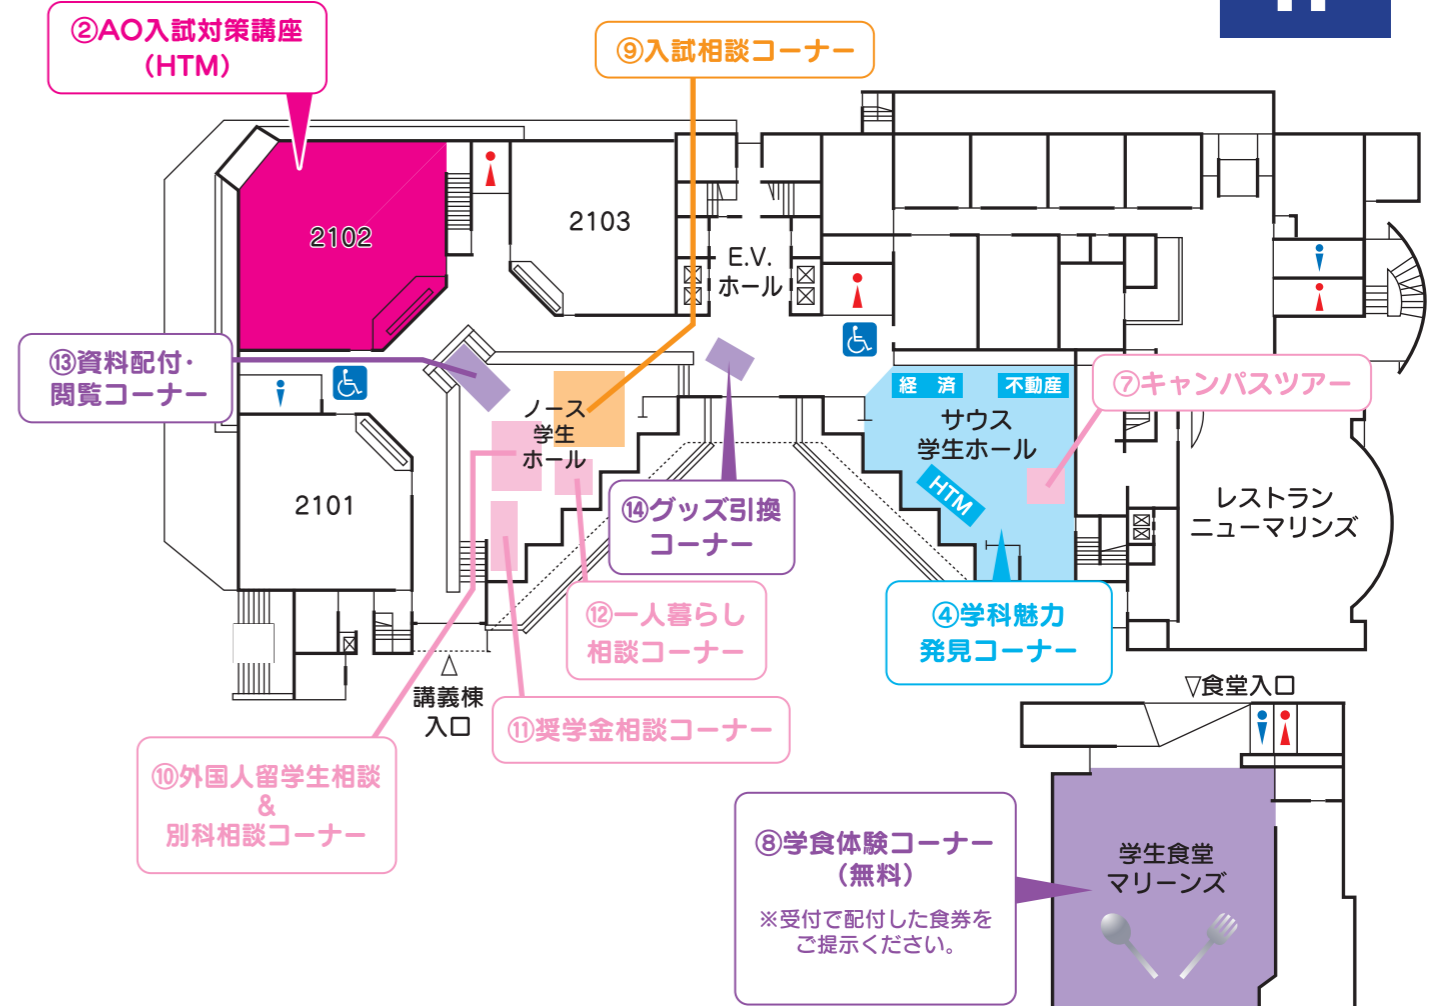 ②AO入試対策講座
(HTM)
⑨入試相談コーナー
2102
2103
E.V.
ホール
⑬資料配付・
閲覧コーナー
経 済
不動産
⑦キャンパスツアー
ノース
学生
ホール
サウス
学生ホール
HTM
2101
⑭グッズ引換
コーナー
レストラン
ニューマリンズ
⑫一人暮らし
相談コーナー
④学科魅力
発見コーナー
△
講義棟
入口
▽食堂入口
⑪奨学金相談コーナー
⑩外国人留学生相談
&
別科相談コーナー
⑧学食体験コーナー
(無料)
※受付で配付した食券を
ご提示ください。
学生食堂
マリーンズ